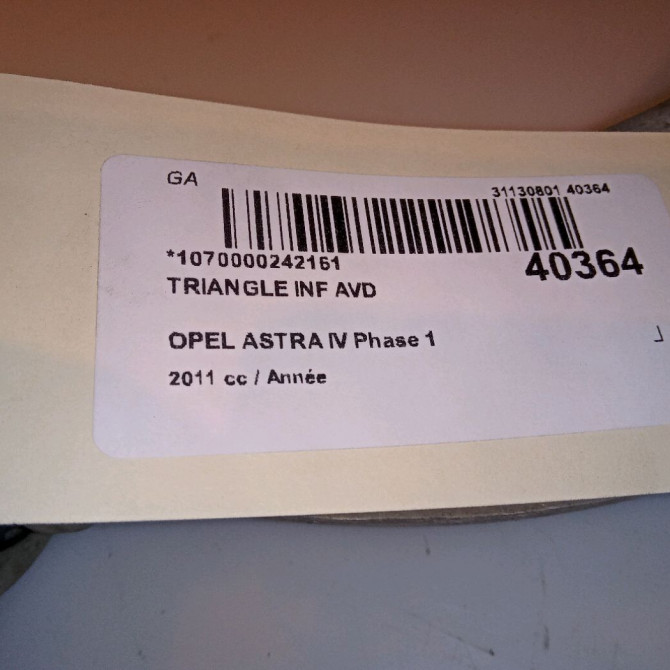 GA
31130801 40364
*1070000242161
40364
TRIANGLE INF AVD
OPEL ASTRA IV Phase 1
2011 cc / Année